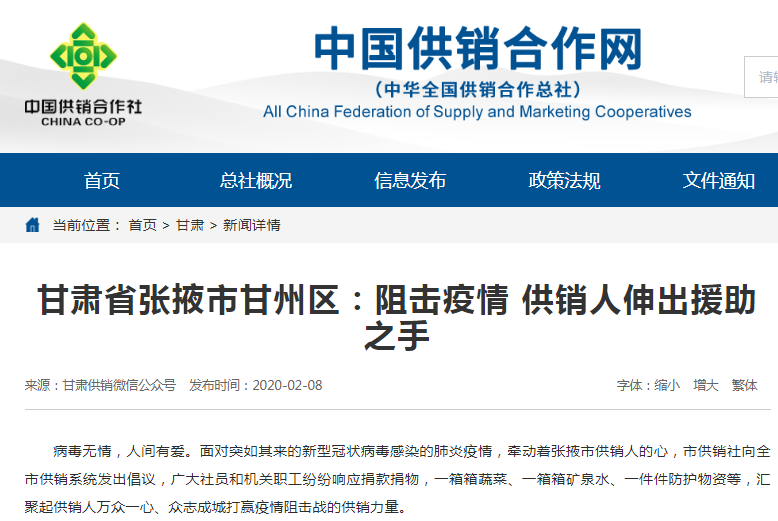 中国供销合作社
CHINA CO-OP
中国供销合作网
（中华全国供销合作总社）
All China Federation of Supply and Marketing Cooperatives
首页 总社概况 信息发布 政策法规 文件通知
当前位置： 首页 > 甘肃 > 新闻详情
甘肃省张掖市甘州区：阻击疫情 供销人伸出援助
之手
来源：甘肃供销微信公众号 发布时间：2020-02-08 字体：缩小 增大 繁体
病毒无情，人间有爱。面对突如其来的新型冠状病毒感染的肺炎疫情，牵动着张掖市供销人的心，市供销社向全
市供销系统发出倡议，广大社员和机关职工纷纷响应捐款捐物，一箱箱蔬菜、一箱箱矿泉水、一件件防护物资等，汇
聚起供销人万众一心、众志成城打赢疫情阻击战的供销力量。